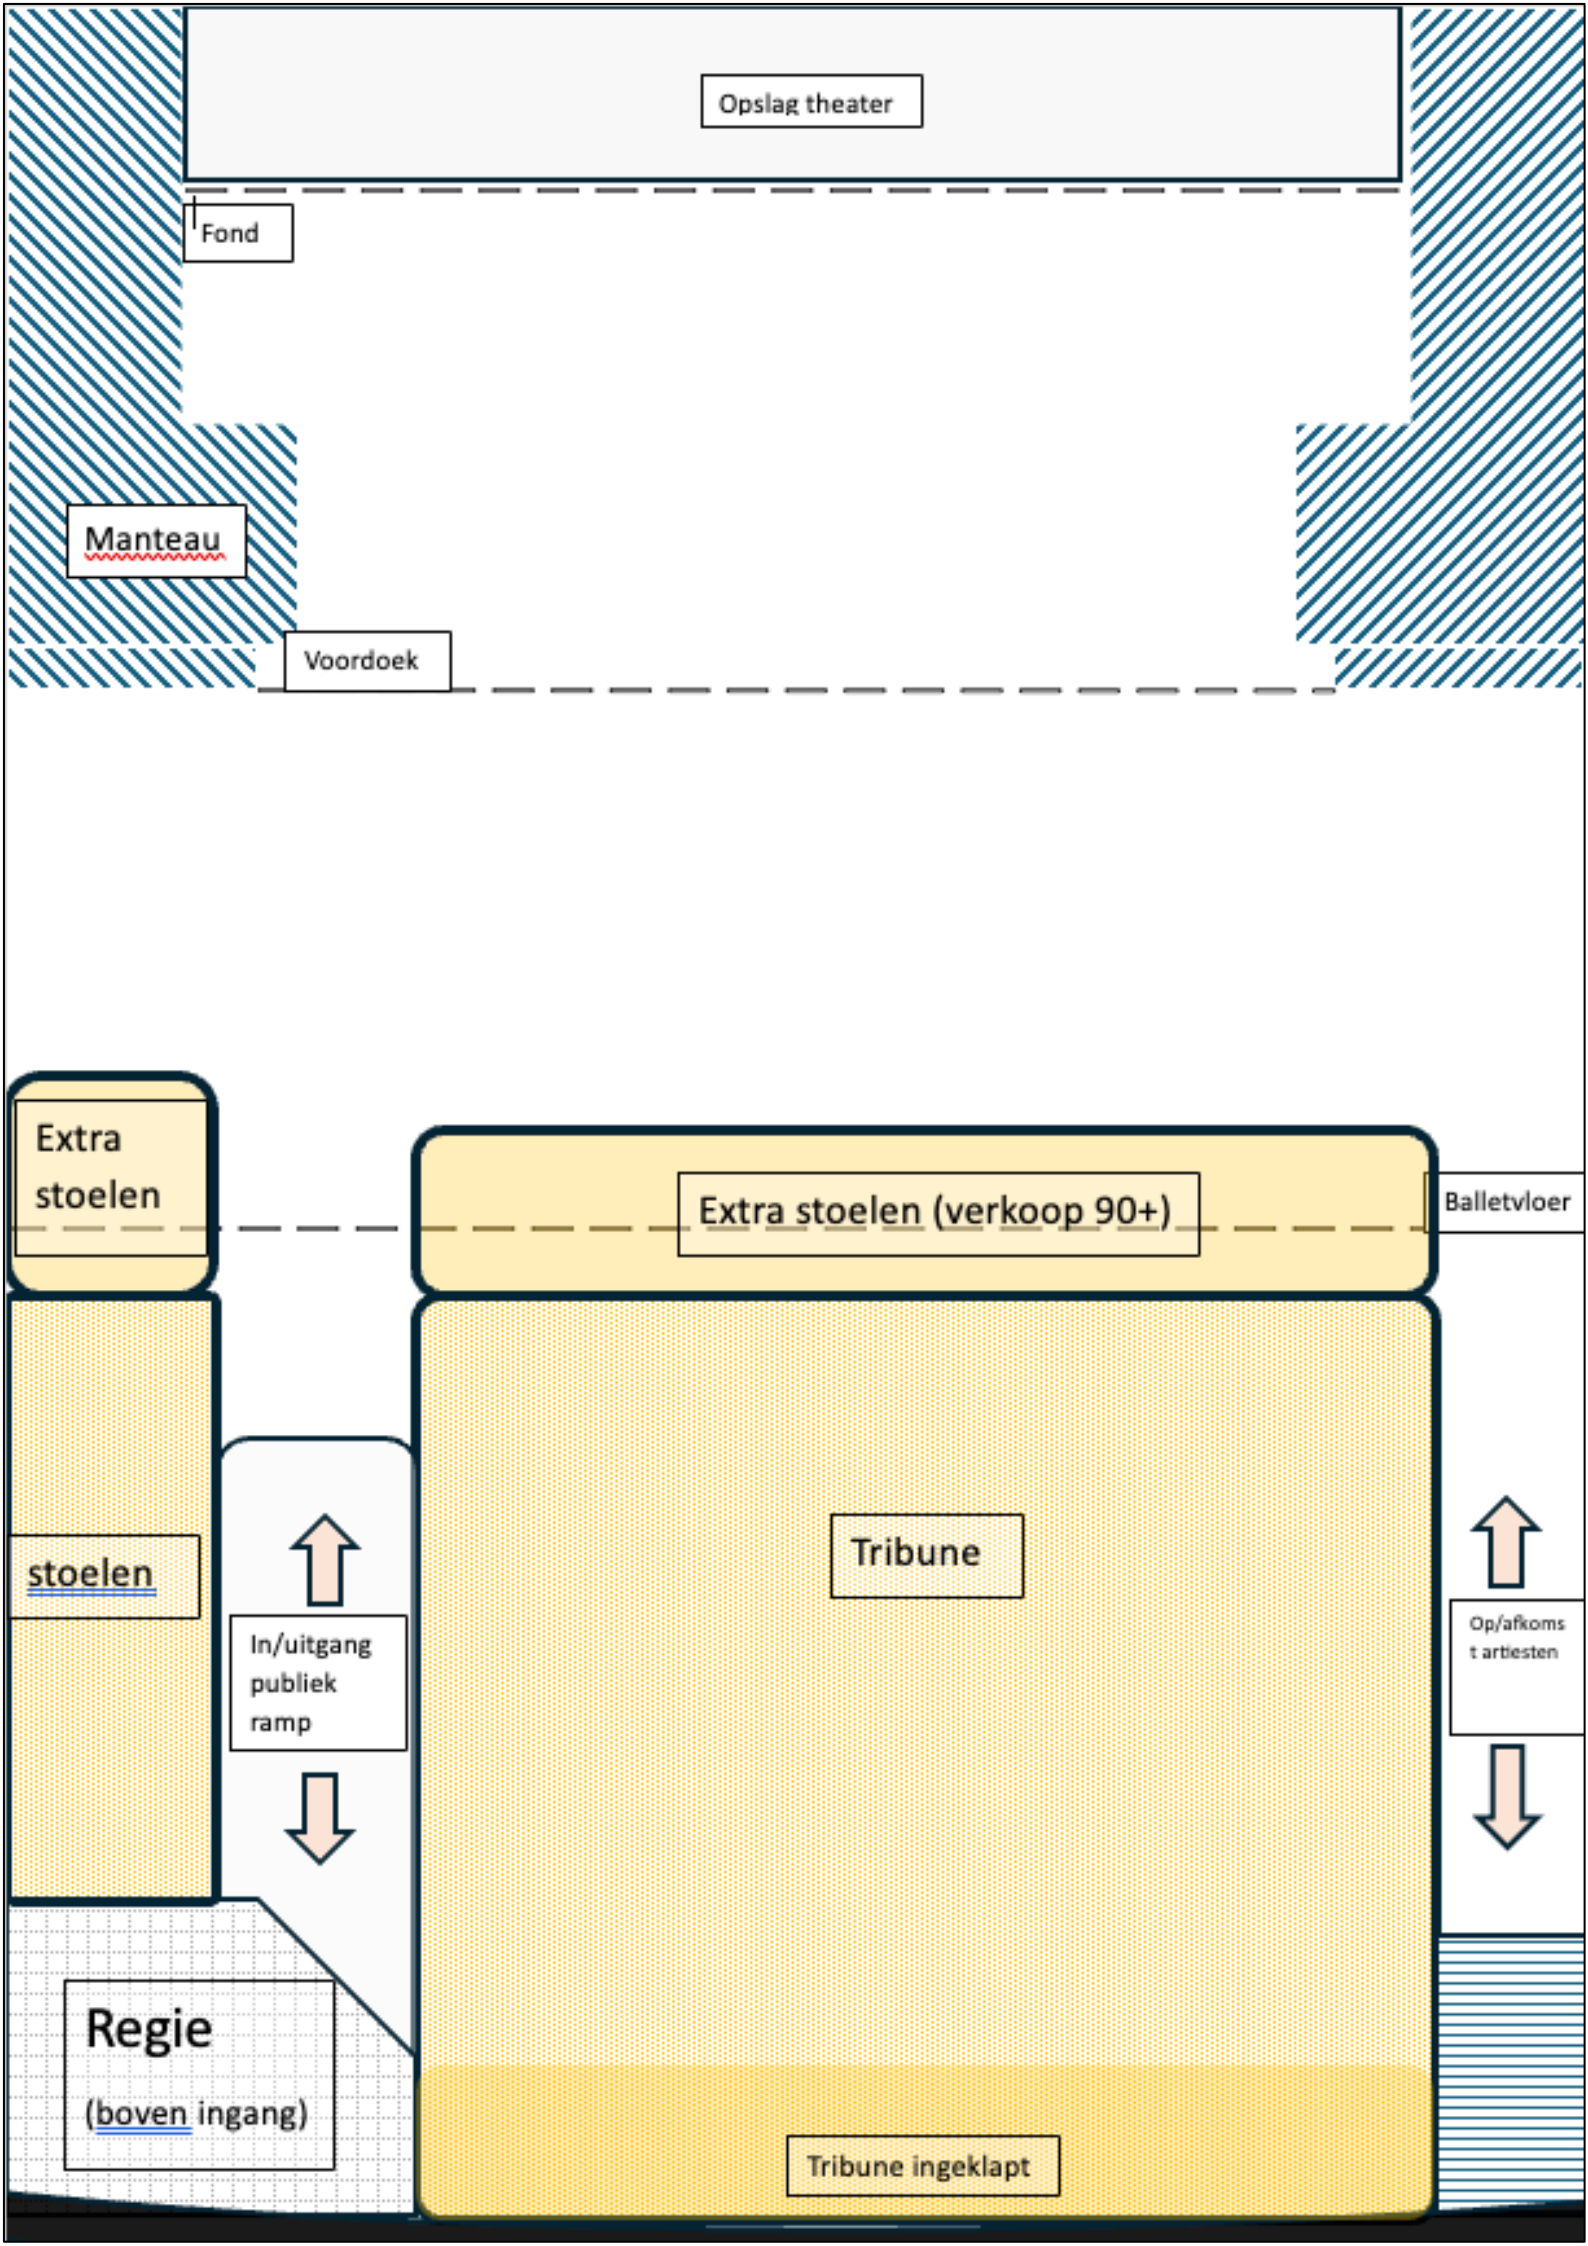 Opslag theater
Fond
Manteau
Voordoek
Extra
stoelen
Extra stoelen (verkoop 90+)
Balletvloer
Tribune
stoelen
In/uitgang
publiek
ramp
Op/afkoms
t artiesten
Regie
(boven ingang)
Tribune ingeklapt